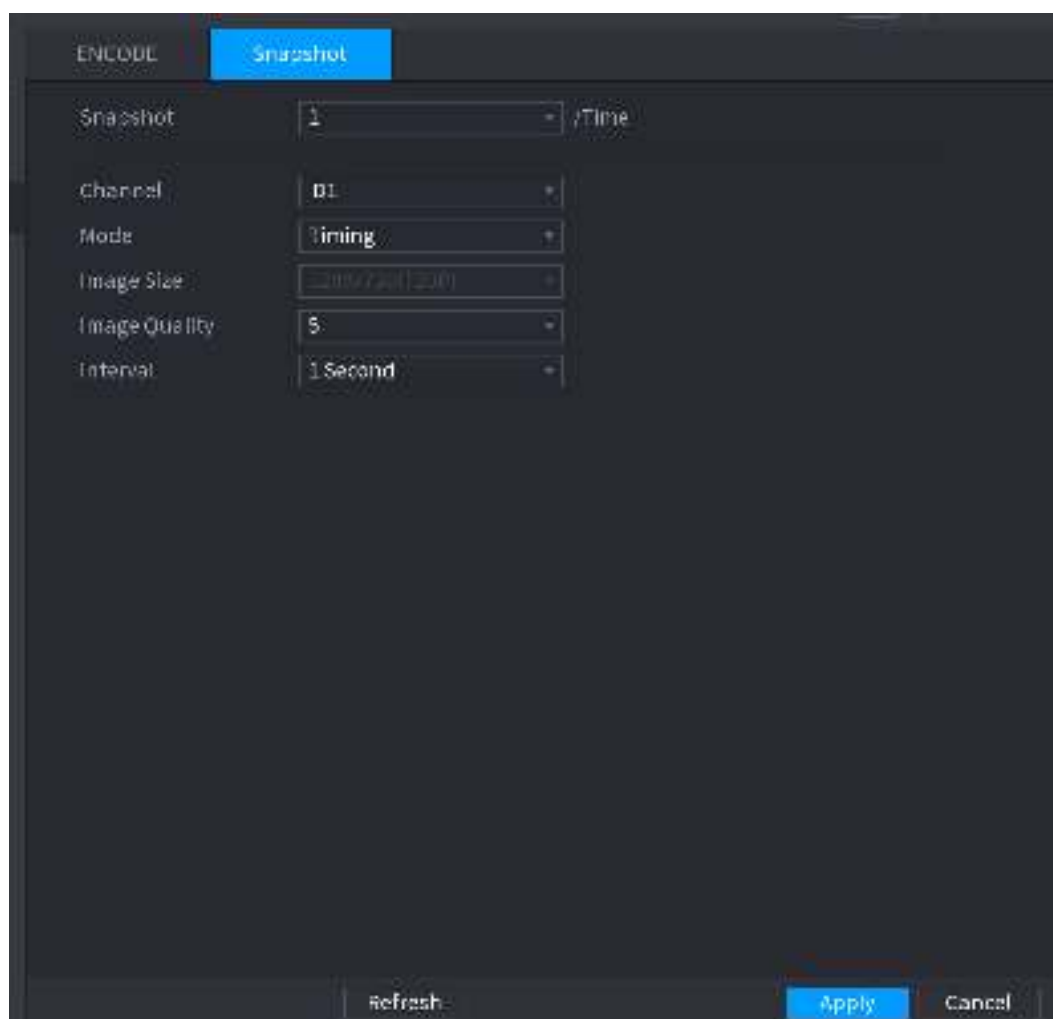 ENCODE Snapshot
Snapshot 1 /Time
Channel D1
Mode Timing
Image Size
Image Quality 5
Interval 1 Second
Refresh Apply Cancel